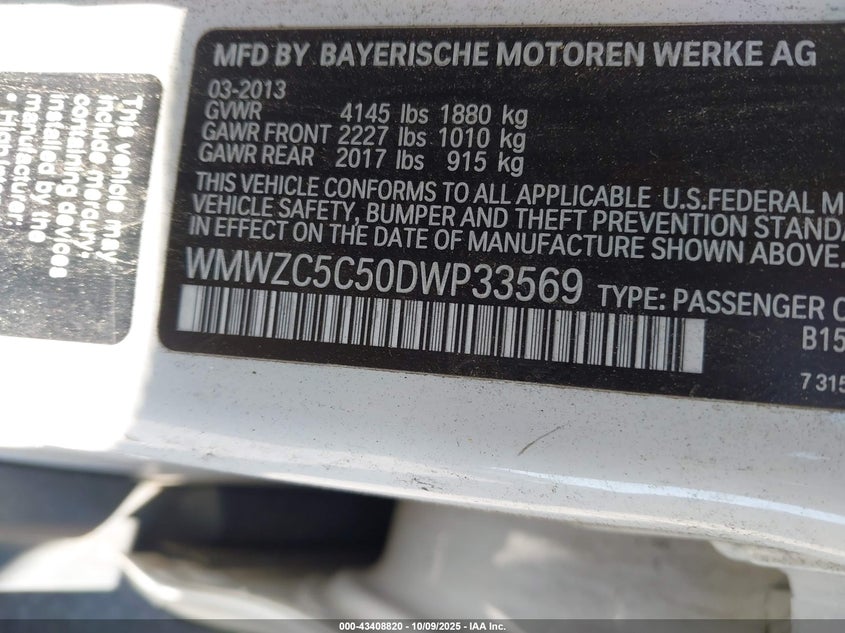 MFD BY BAYERISCHE MOTOREN WERKE AG
03-2013
GVWR 4145 lbs 1880 kg
GAWR FRONT 2227 lbs 1010 kg
GAWR REAR 2017 lbs 915 kg
THIS VEHICLE CONFORMS TO ALL APPLICABLE U.S.FEDERAL M
VEHICLE SAFETY, BUMPER AND THEFT PREVENTION STANDA
IN EFFECT ON THE DATE OF MANUFACTURE SHOWN ABOVE.
WMWZC5C50DWP33569 TYPE: PASSENGER C
B15
7 315
This vehicle may
include mercury-
containing devices
installed by the
manufacturer:
000-43408820 - 10/09/2025 - IAA Inc.